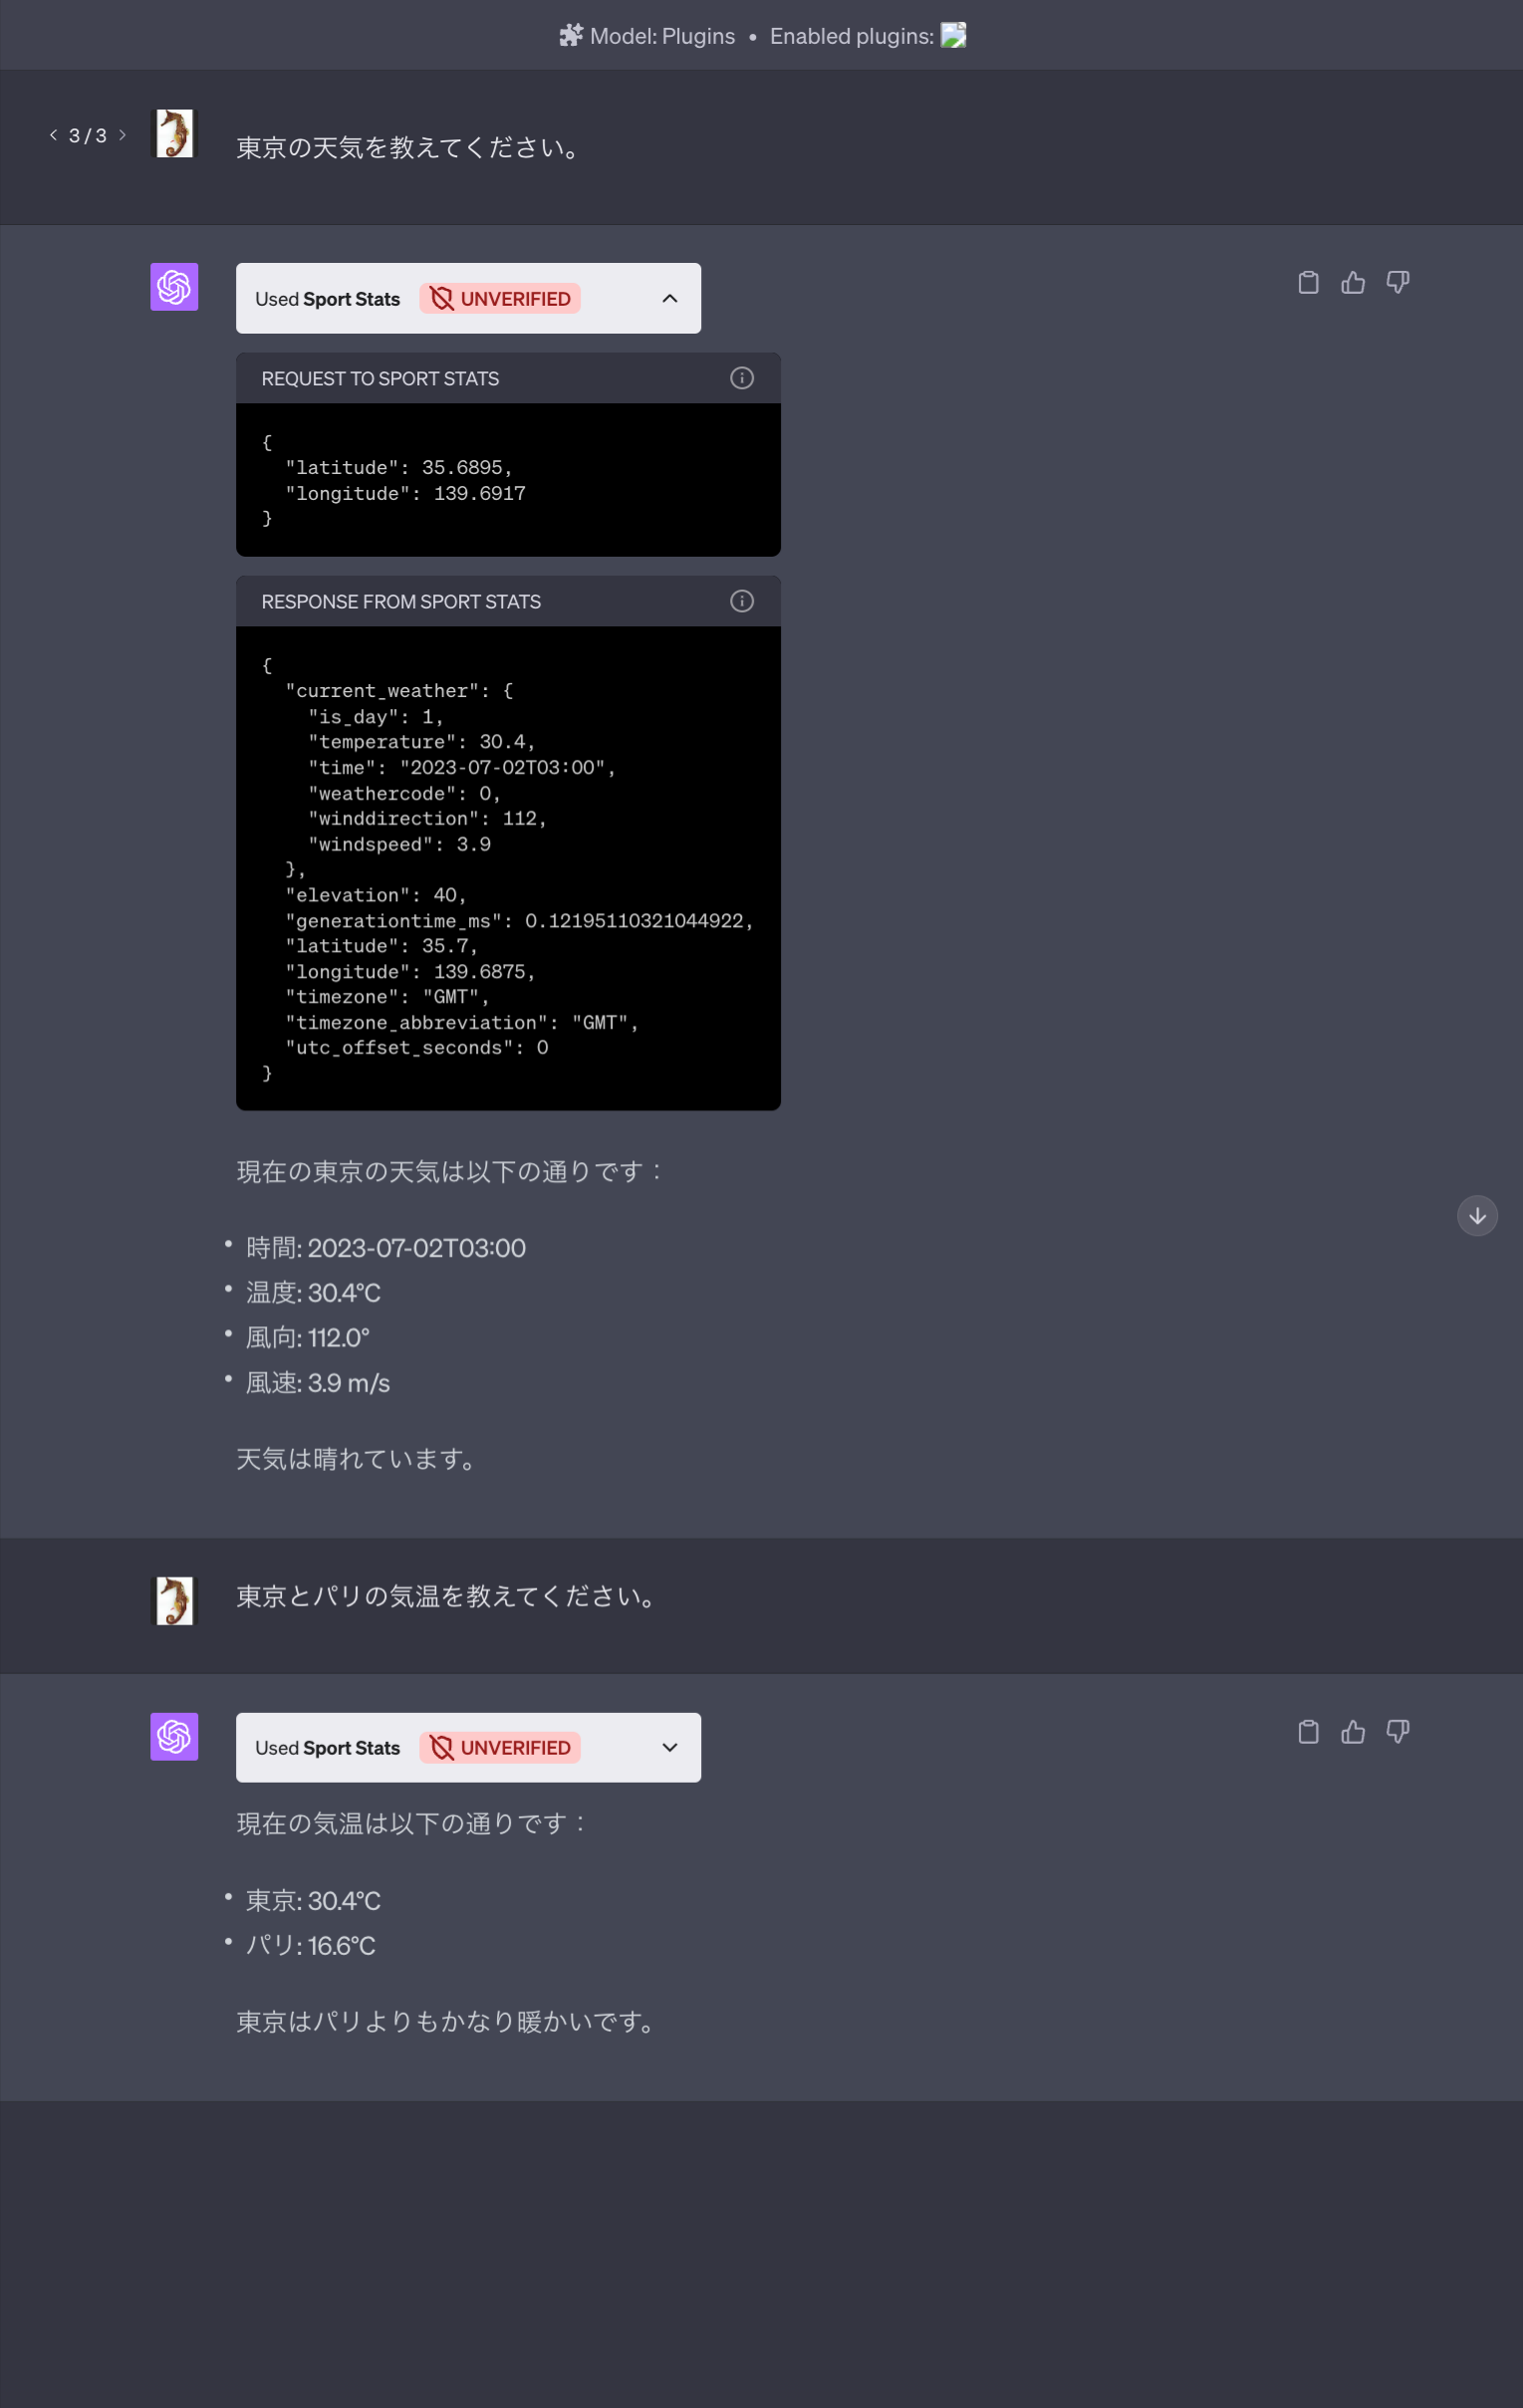 Model: Plugins • Enabled plugins:
< 3 / 3 >
東京の天気を教えてください。
Used Sport Stats UNVERIFIED
REQUEST TO SPORT STATS
{
  "latitude": 35.6895,
  "longitude": 139.6917
}
RESPONSE FROM SPORT STATS
{
  "current_weather": {
    "is_day": 1,
    "temperature": 30.4,
    "time": "2023-07-02T03:00",
    "weathercode": 0,
    "winddirection": 112,
    "windspeed": 3.9
  },
  "elevation": 40,
  "generationtime_ms": 0.12195110321044922,
  "latitude": 35.7,
  "longitude": 139.6875,
  "timezone": "GMT",
  "timezone_abbreviation": "GMT",
  "utc_offset_seconds": 0
}
現在の東京の天気は以下の通りです：
• 時間: 2023-07-02T03:00
• 温度: 30.4°C
• 風向: 112.0°
• 風速: 3.9 m/s
天気は晴れています。
東京とパリの気温を教えてください。
Used Sport Stats UNVERIFIED
現在の気温は以下の通りです：
• 東京: 30.4°C
• パリ: 16.6°C
東京はパリよりもかなり暖かいです。